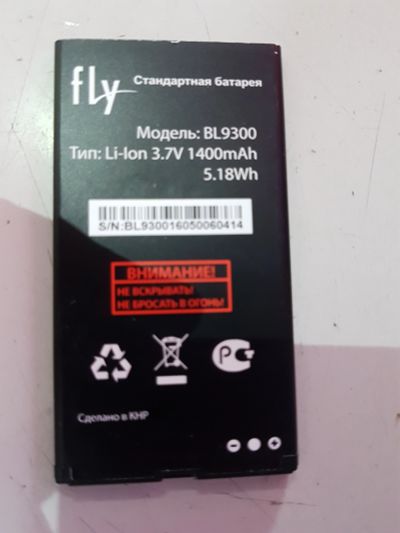 fly Стандартная батарея
Модель: BL9300
Тип: Li-Ion 3.7V 1400mAh
5.18Wh
S/N:BL930016050060414
ВНИМАНИЕ!
НЕ ВСКРЫВАТЬ!
НЕ БРОСАТЬ В ОГОНЬ!
Сделано в КНР